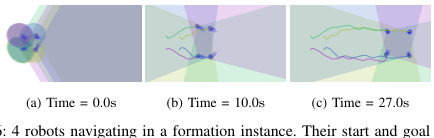 (a) Time = 0.0s
(b) Time = 10.0s
(c) Time = 27.0s
6: 4 robots navigating in a formation instance. Their start and goal